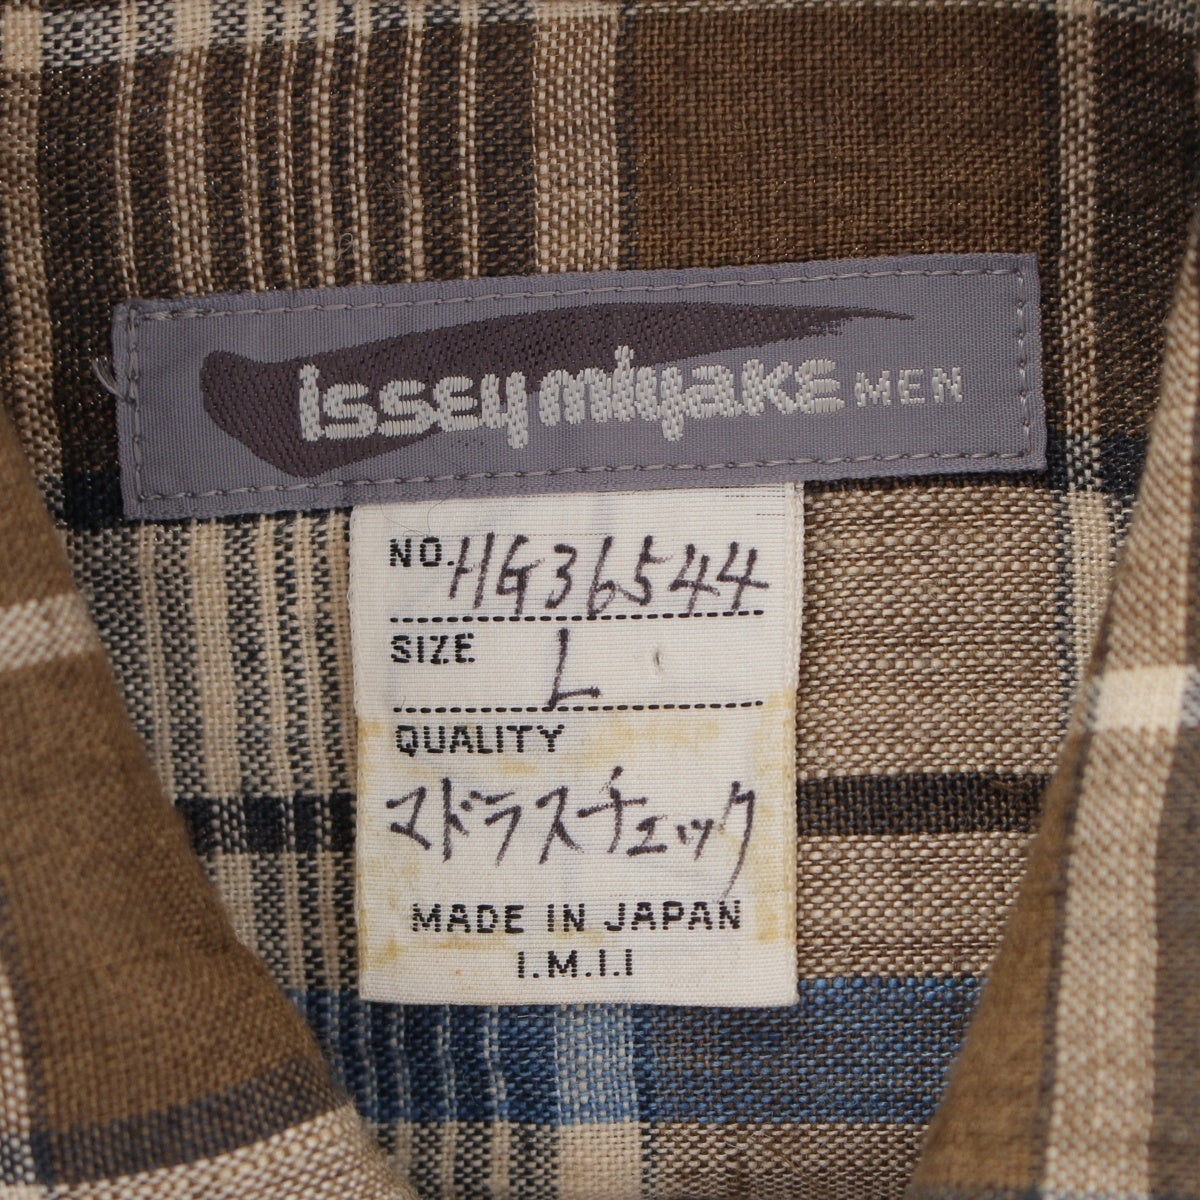 issey miyake MEN
NO. HG36544
SIZE L
QUALITY
マドラスチェック
MADE IN JAPAN
I.M.I.I